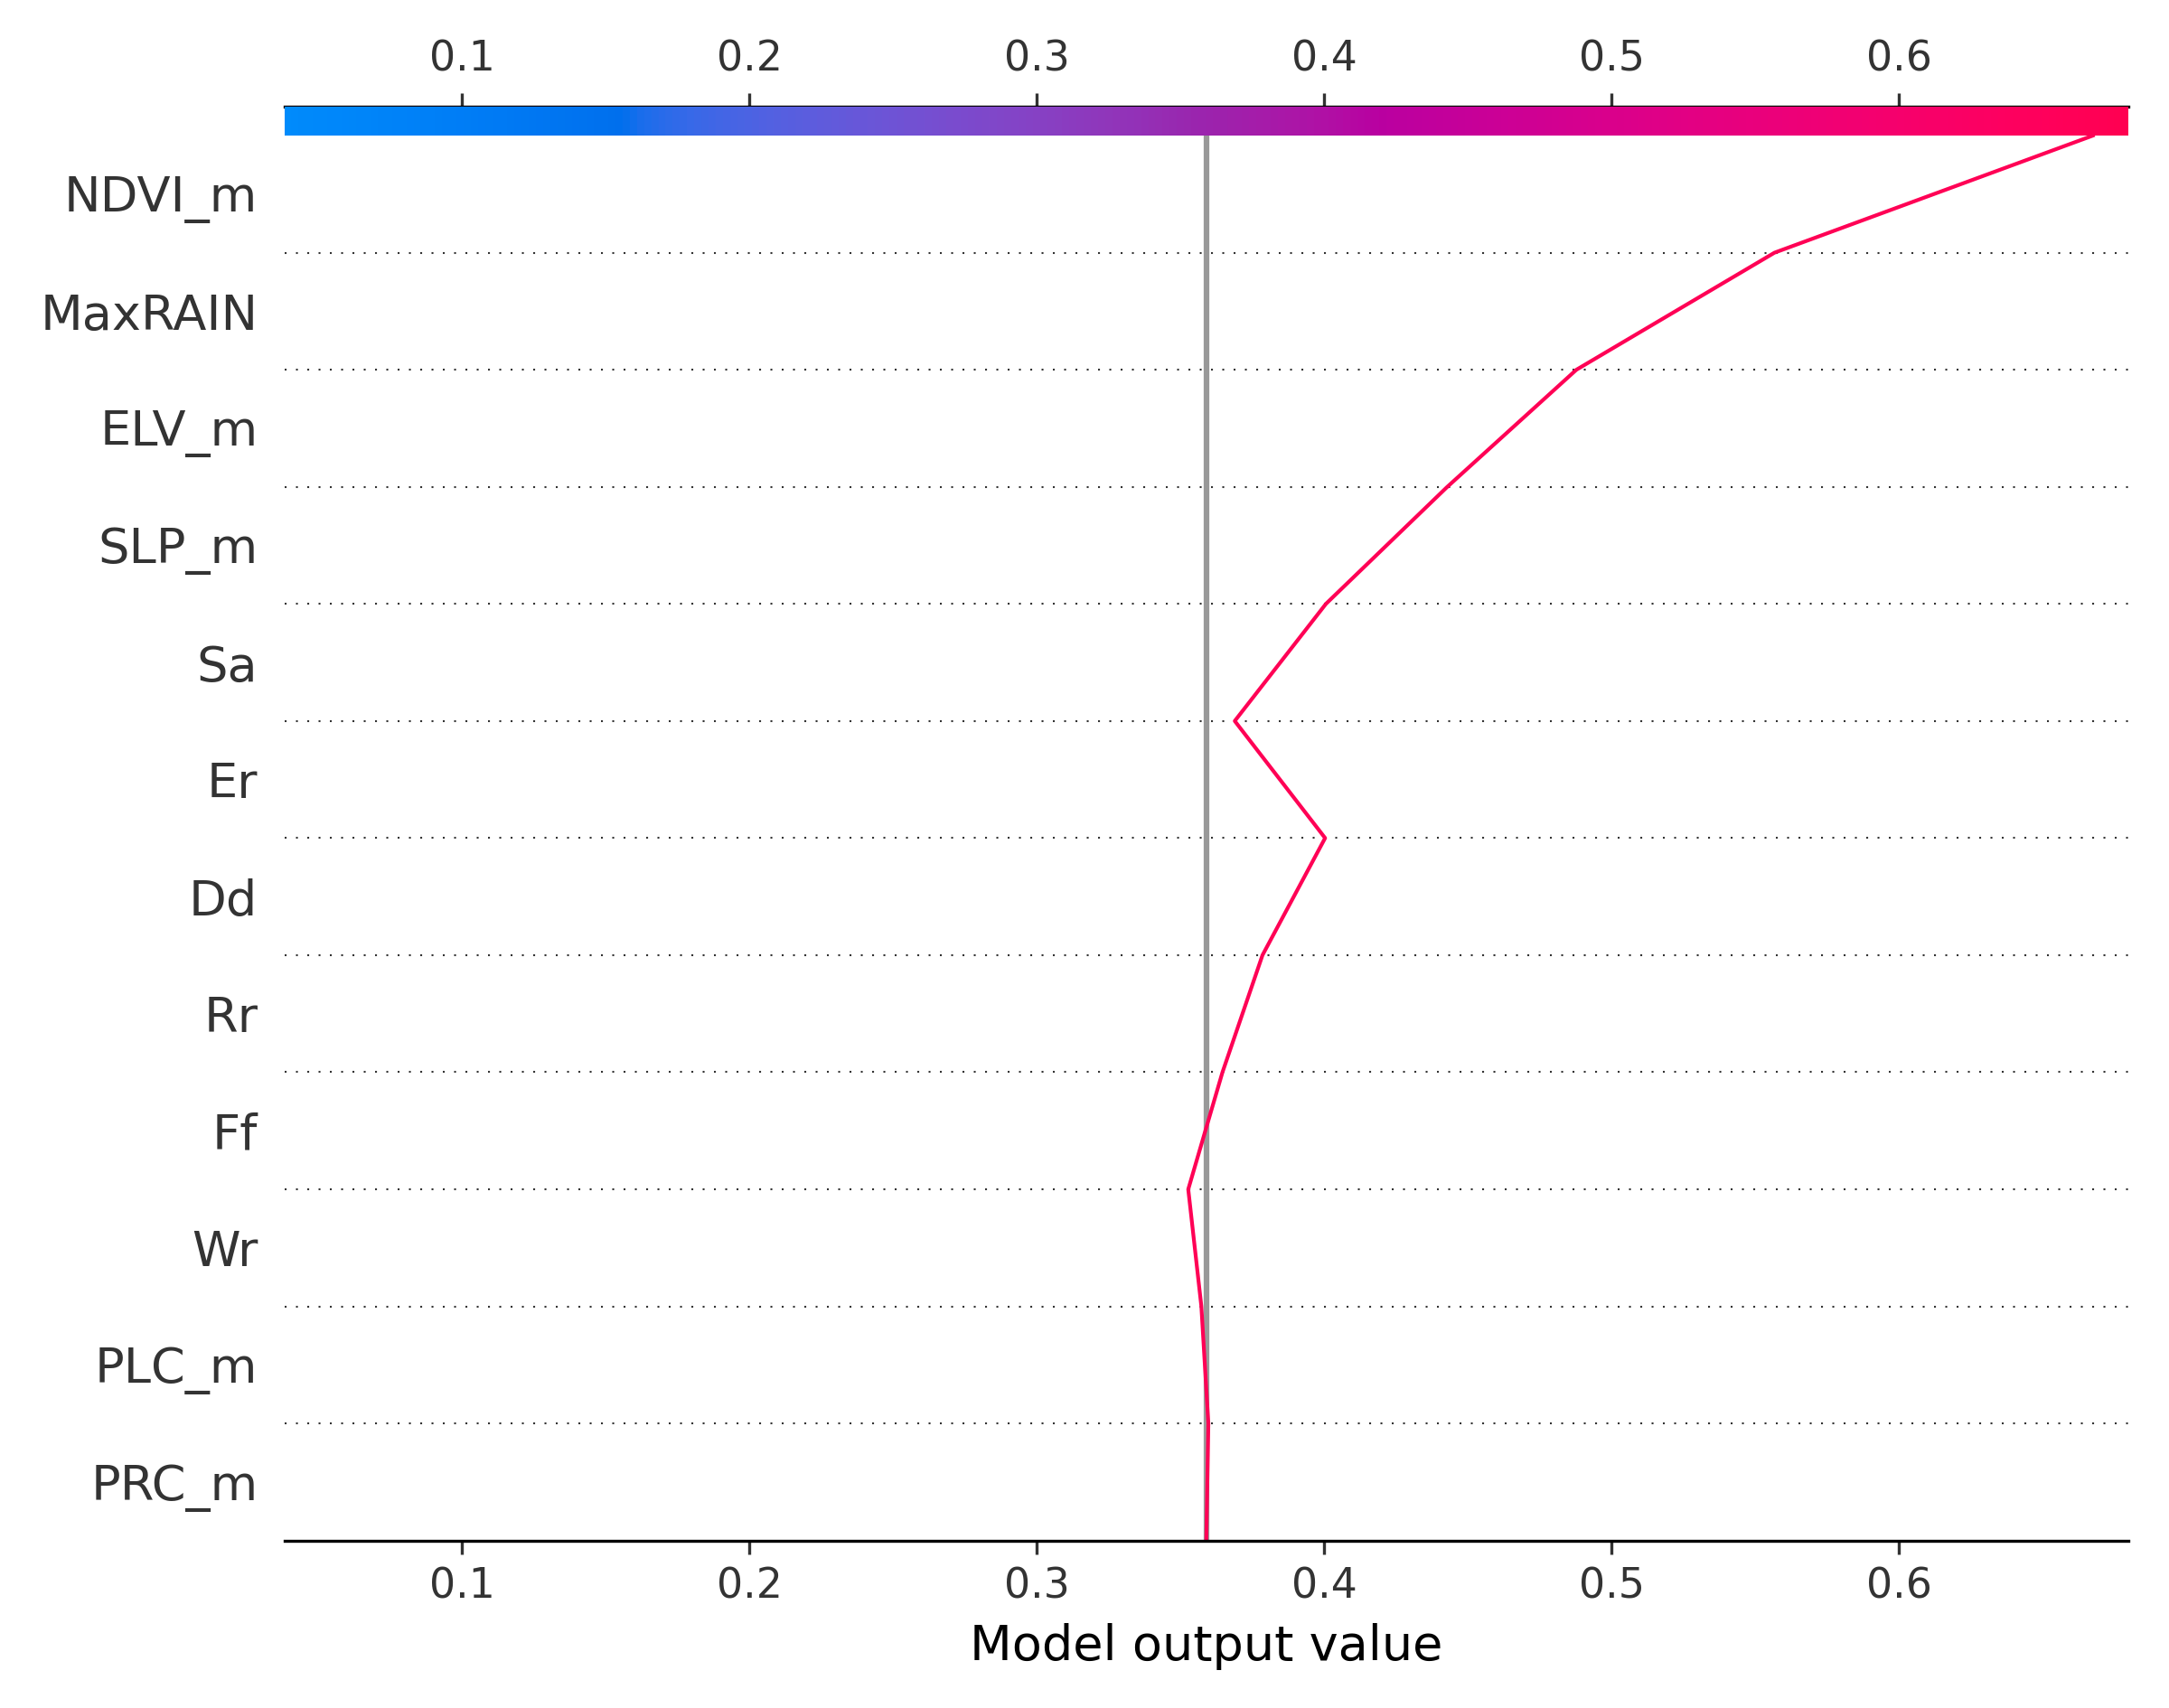 0.1 0.2 0.3 0.4 0.5 0.6
NDVI_m
MaxRAIN
ELV_m
SLP_m
Sa
Er
Dd
Rr
Ff
Wr
PLC_m
PRC_m
0.1 0.2 0.3 0.4 0.5 0.6
Model output value